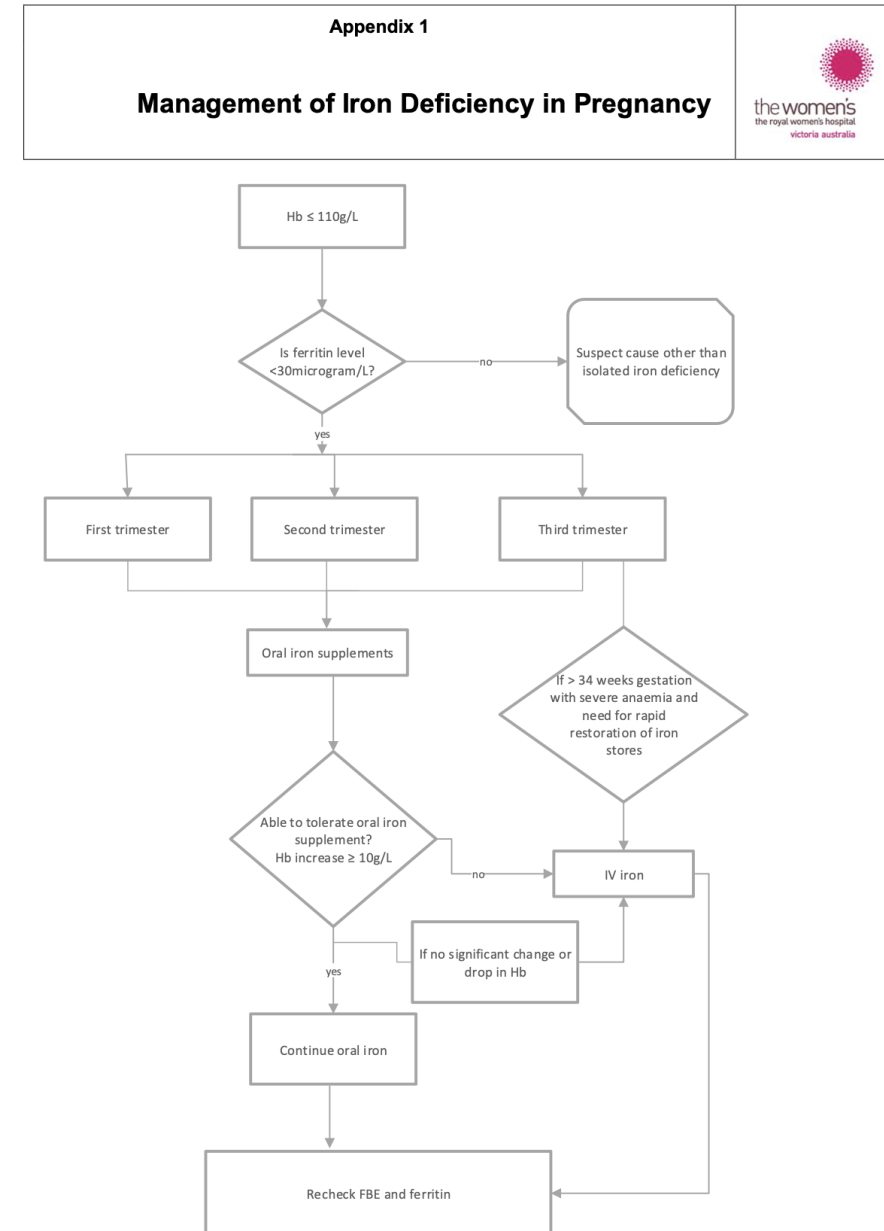 Appendix 1
Management of Iron Deficiency in Pregnancy
the women's
the royal women's hospital
victoria australia
Hb ≤ 110g/L
Is ferritin level
<30microgram/L?
no
Suspect cause other than
isolated iron deficiency
yes
First trimester
Second trimester
Third trimester
Oral iron supplements
If > 34 weeks gestation
with severe anaemia and
need for rapid
restoration of iron
stores
Able to tolerate oral iron
supplement?
Hb increase ≥ 10g/L
no
IV iron
If no significant change or
drop in Hb
yes
Continue oral iron
Recheck FBE and ferritin